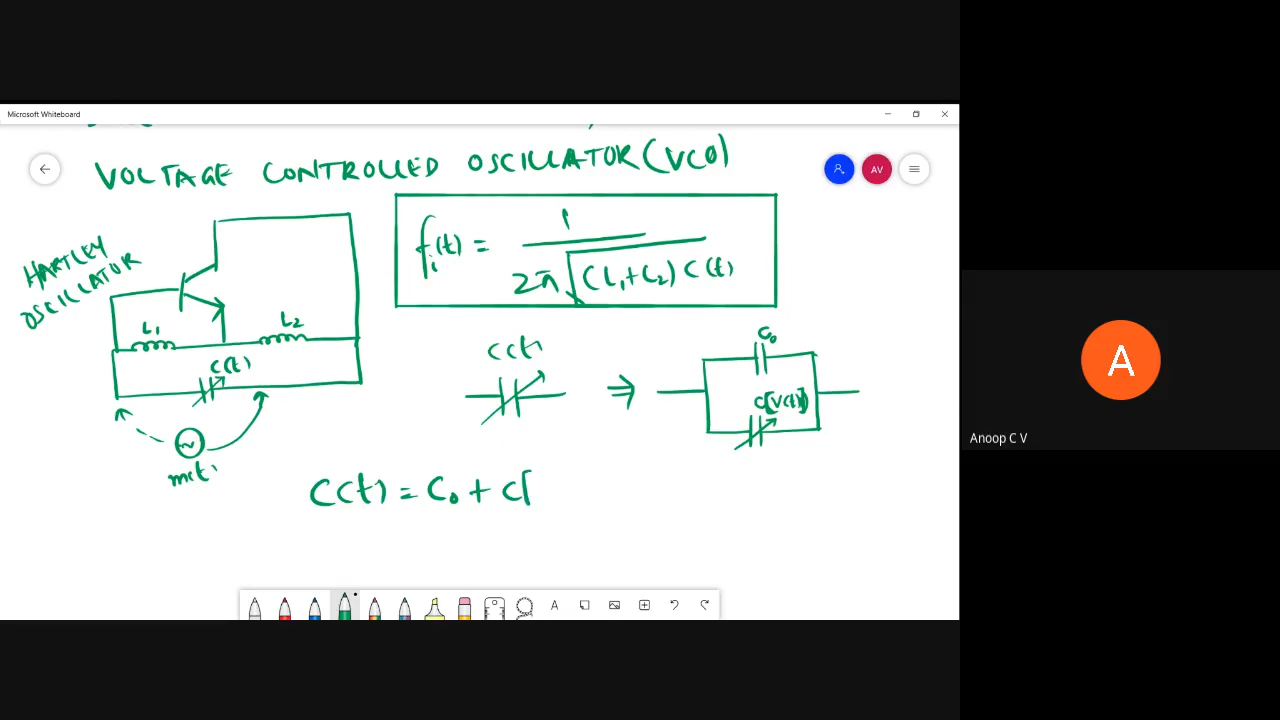 Microsoft Whiteboard
VOLTAGE CONTROLLED OSCILLATOR (VCO)
AV
HARTLEY
OSCILLATOR
L1
L2
C(t)
m(t)
fi(t) = 1 / 2π√(L1+L2) C(t)
C(t)
⇒
C0
C[V(t)]
C(t) = C0 + C[
A
A
Anoop C V